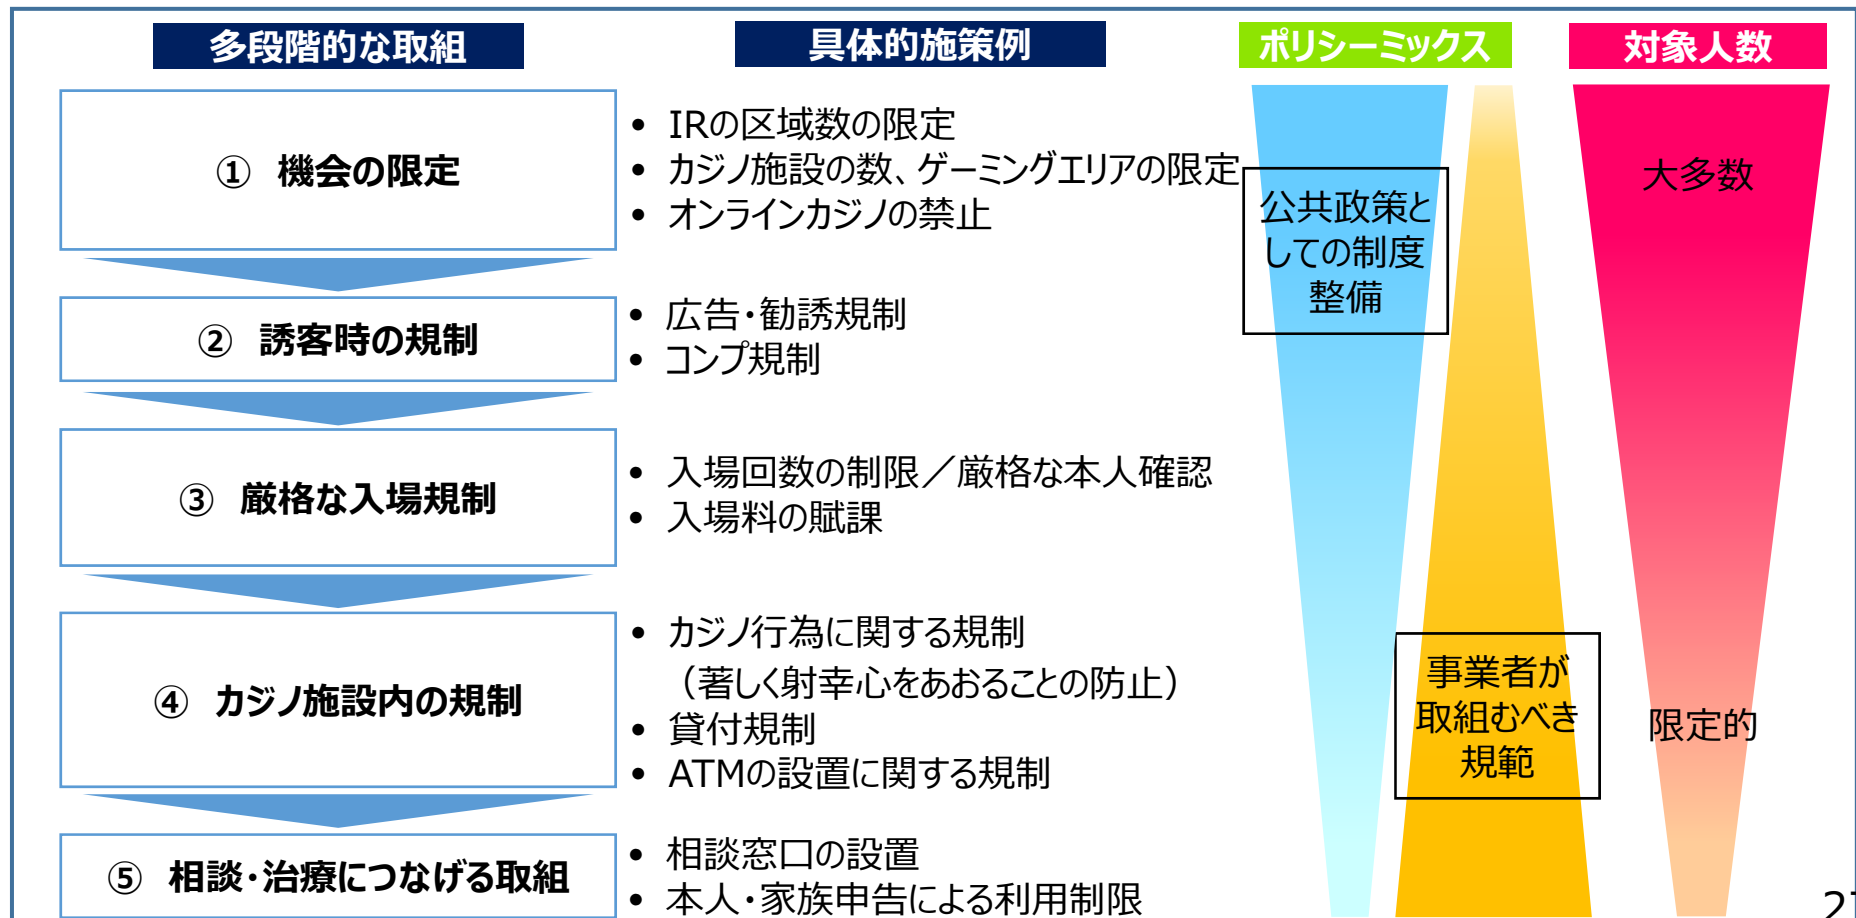 多段階的な取組
具体的施策例
ポリシーミックス
対象人数
① 機会の限定
• IRの区域数の限定
• カジノ施設の数、ゲーミングエリアの限定
• オンラインカジノの禁止
② 誘客時の規制
• 広告・勧誘規制
• コンプ規制
③ 厳格な入場規制
• 入場回数の制限／厳格な本人確認
• 入場料の賦課
④ カジノ施設内の規制
• カジノ行為に関する規制
（著しく射幸心をあおることの防止）
• 貸付規制
• ATMの設置に関する規制
⑤ 相談・治療につなげる取組
• 相談窓口の設置
• 本人・家族申告による利用制限
公共政策と
しての制度
整備
事業者が
取組むべき
規範
大多数
限定的